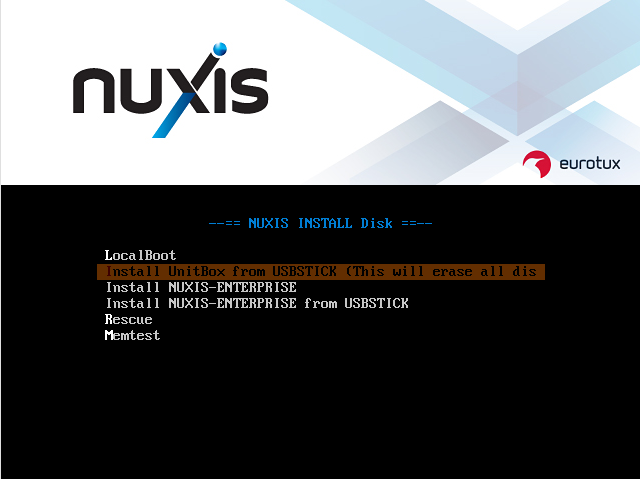 nuxis
eurotux
--== NUXIS INSTALL Disk ==--
LocalBoot
Install UnitBox from USBSTICK (This will erase all dis
Install NUXIS-ENTERPRISE
Install NUXIS-ENTERPRISE from USBSTICK
Rescue
Memtest